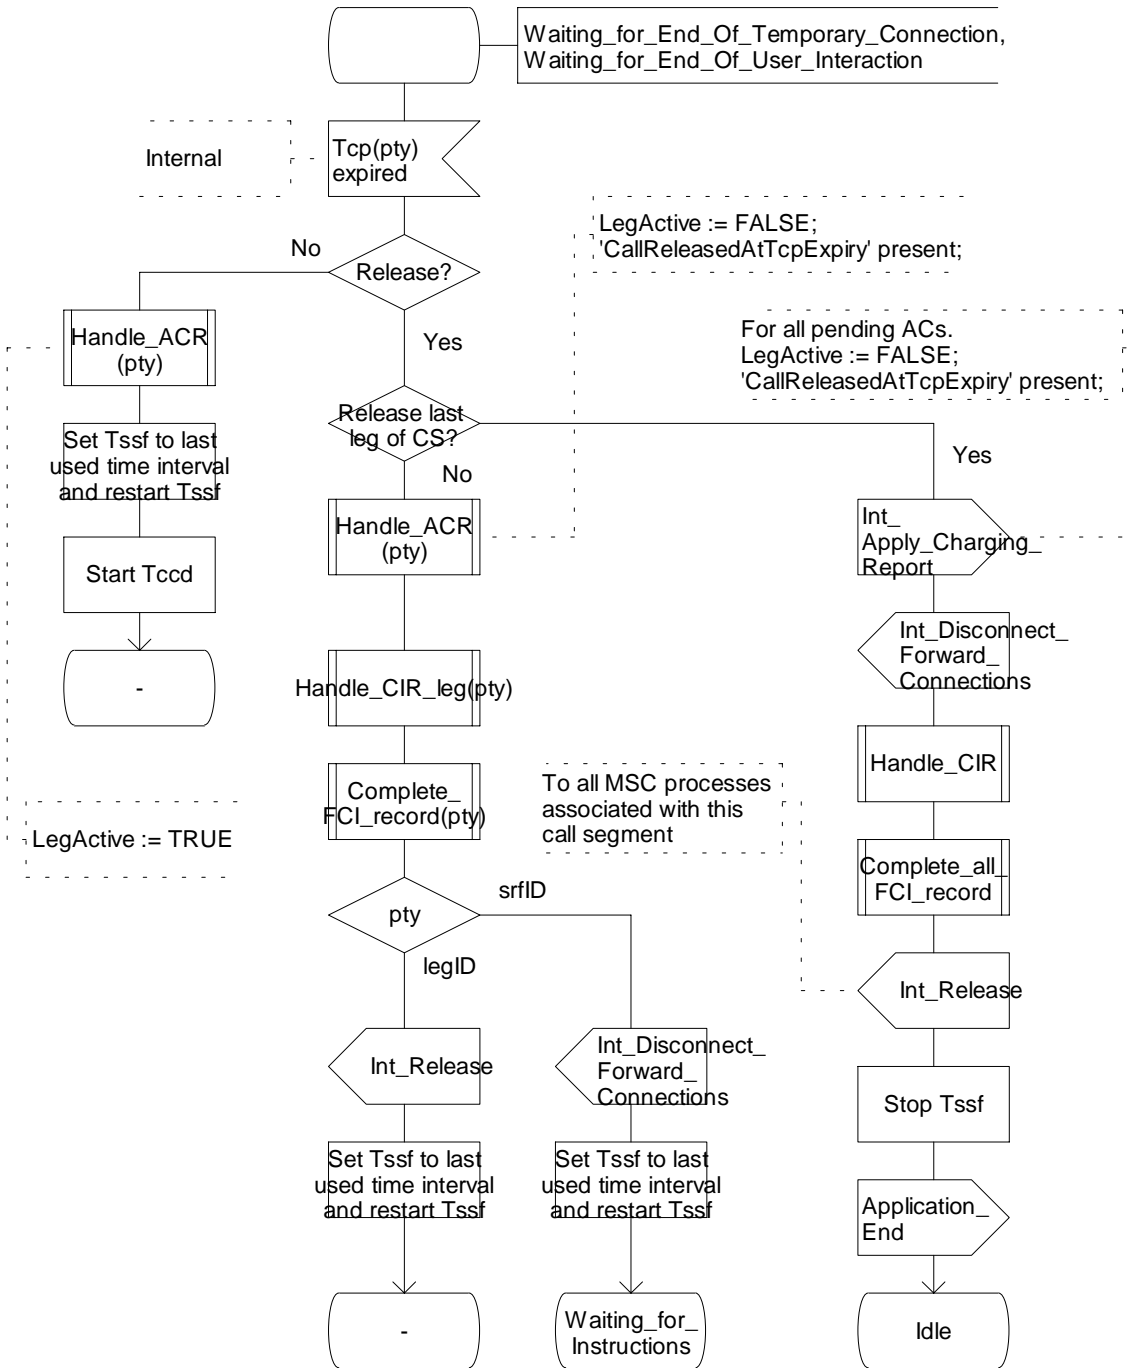 Waiting_for_End_Of_Temporary_Connection,
Waiting_for_End_Of_User_Interaction
Internal
Tcp(pty)
expired
LegActive := FALSE;
'CallReleasedAtTcpExpiry' present;
No
Release?
Yes
For all pending ACs.
LegActive := FALSE;
'CallReleasedAtTcpExpiry' present;
Handle_ACR
(pty)
Release last
leg of CS?
Yes
No
Set Tssf to last
used time interval
and restart Tssf
Handle_ACR
(pty)
Int_
Apply_Charging_
Report
Start Tccd
Int_Disconnect_
Forward_
Connections
-
Handle_CIR_leg(pty)
Handle_CIR
To all MSC processes
associated with this
call segment
Complete_
FCI_record(pty)
LegActive := TRUE
Complete_all_
FCI_record
pty
srfID
legID
Int_Release
Int_Release
Int_Disconnect_
Forward_
Connections
Stop Tssf
Set Tssf to last
used time interval
and restart Tssf
Set Tssf to last
used time interval
and restart Tssf
Application_
End
-
Waiting_for_
Instructions
Idle